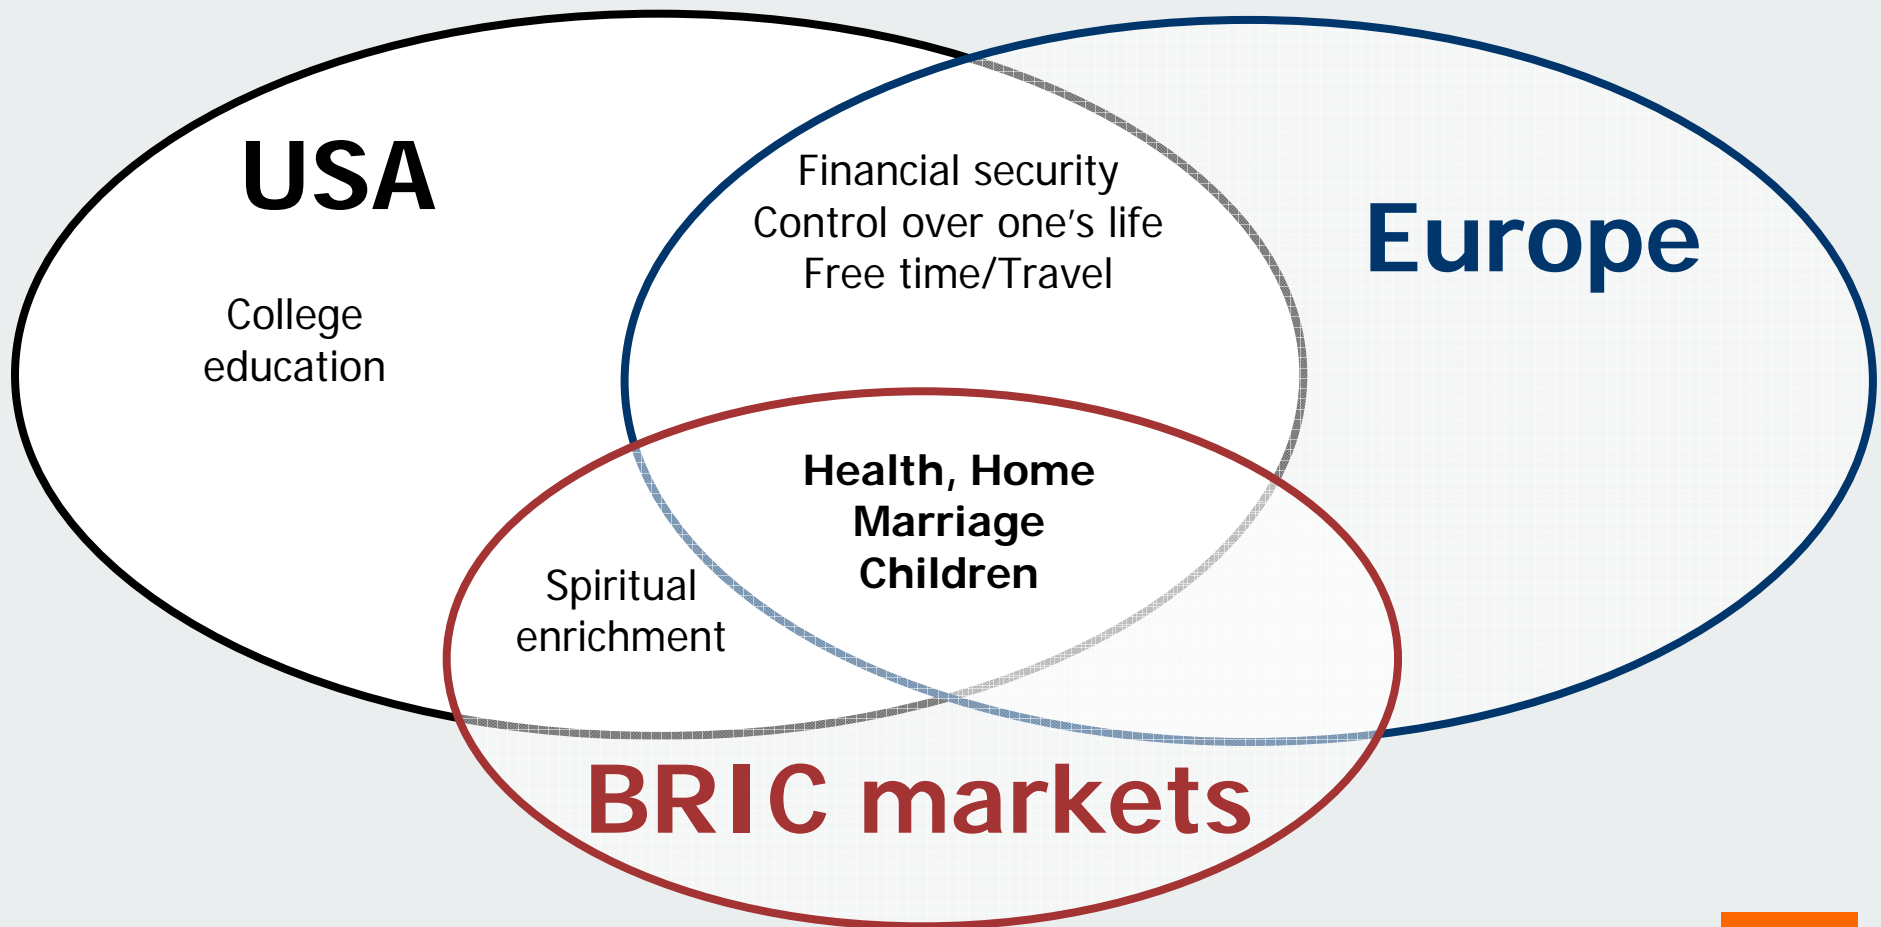 USA
College
education
Financial security
Control over one's life
Free time/Travel
Europe
Health, Home
Marriage
Children
Spiritual
enrichment
BRIC markets